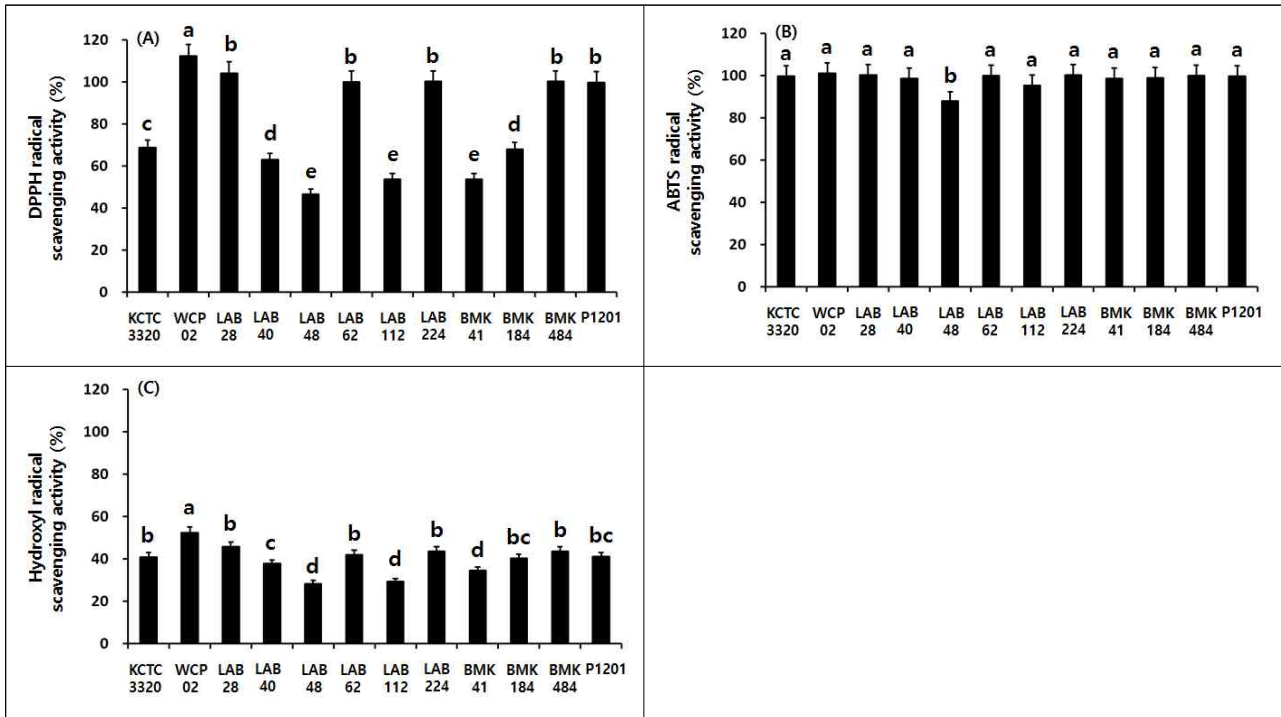 (A)
DPPH radical
scavenging activity (%)
120
100
80
60
40
20
0
c
a
b
d
e
b
e
b
e
d
b
b
KCTC WCP LAB LAB LAB LAB LAB LAB BMK BMK BMK P1201
3320 02 28 40 48 62 112 224 41 184 484
(B)
ABTS radical
scavenging activity (%)
120
100
80
60
40
20
0
a
a
a
a
b
a
a
a
a
a
a
a
KCTC WCP LAB LAB LAB LAB LAB LAB BMK BMK BMK P1201
3320 02 28 40 48 62 112 224 41 184 484
(C)
Hydroxyl radical
scavenging activity (%)
120
100
80
60
40
20
0
b
a
b
c
d
b
d
b
d
bc
b
bc
KCTC WCP LAB LAB LAB LAB LAB LAB BMK BMK BMK P1201
3320 02 28 40 48 62 112 224 41 184 484